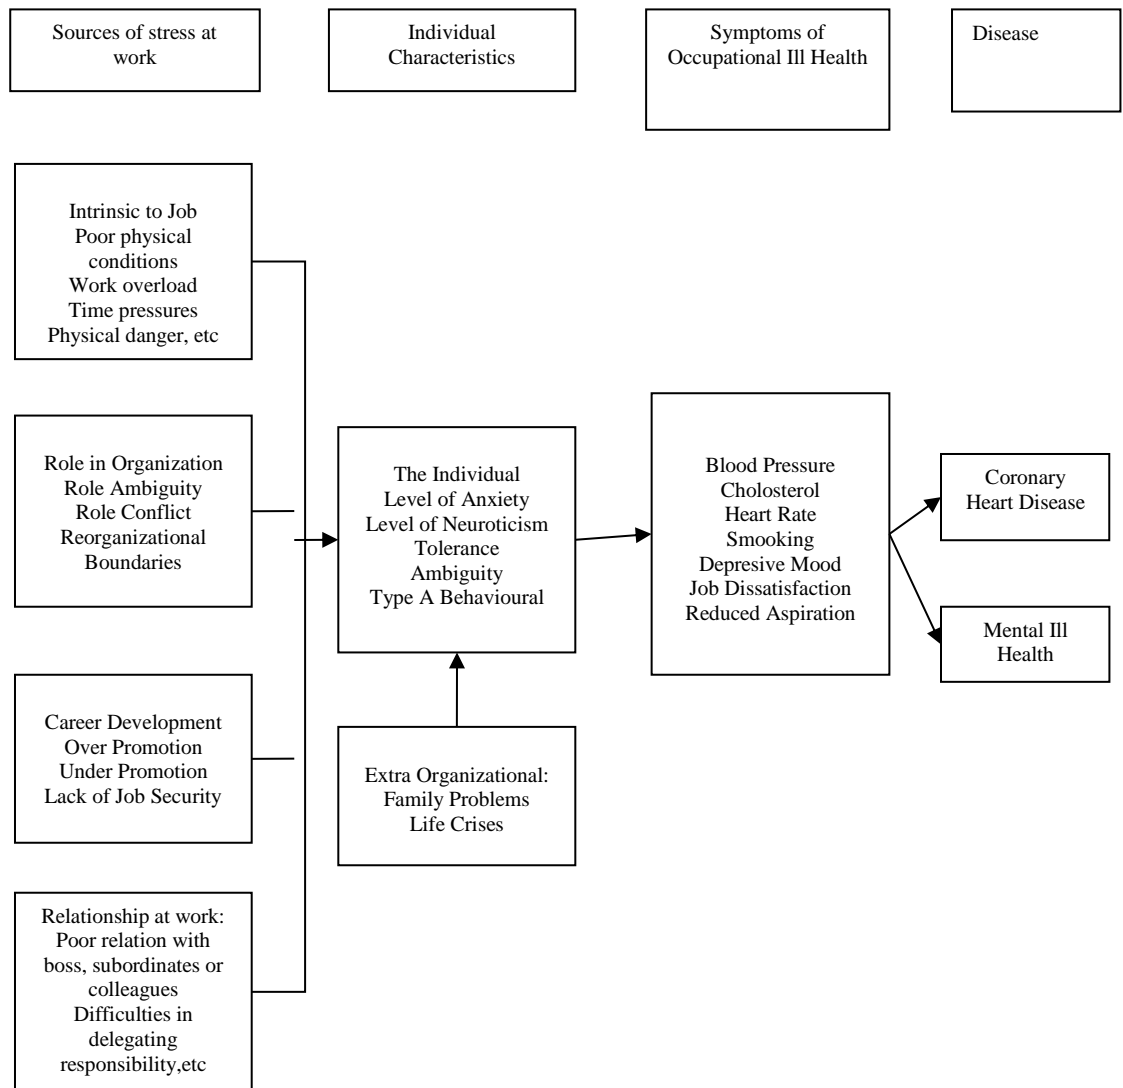 Sources of stress at
work
Individual
Characteristics
Symptoms of
Occupational Ill Health
Disease
Intrinsic to Job
Poor physical
conditions
Work overload
Time pressures
Physical danger, etc
Role in Organization
Role Ambiguity
Role Conflict
Reorganizational
Boundaries
Career Development
Over Promotion
Under Promotion
Lack of Job Security
Relationship at work:
Poor relation with
boss, subordinates or
colleagues
Difficulties in
delegating
responsibility,etc
The Individual
Level of Anxiety
Level of Neuroticism
Tolerance
Ambiguity
Type A Behavioural
Extra Organizational:
Family Problems
Life Crises
Blood Pressure
Cholosterol
Heart Rate
Smooking
Depresive Mood
Job Dissatisfaction
Reduced Aspiration
Coronary
Heart Disease
Mental Ill
Health